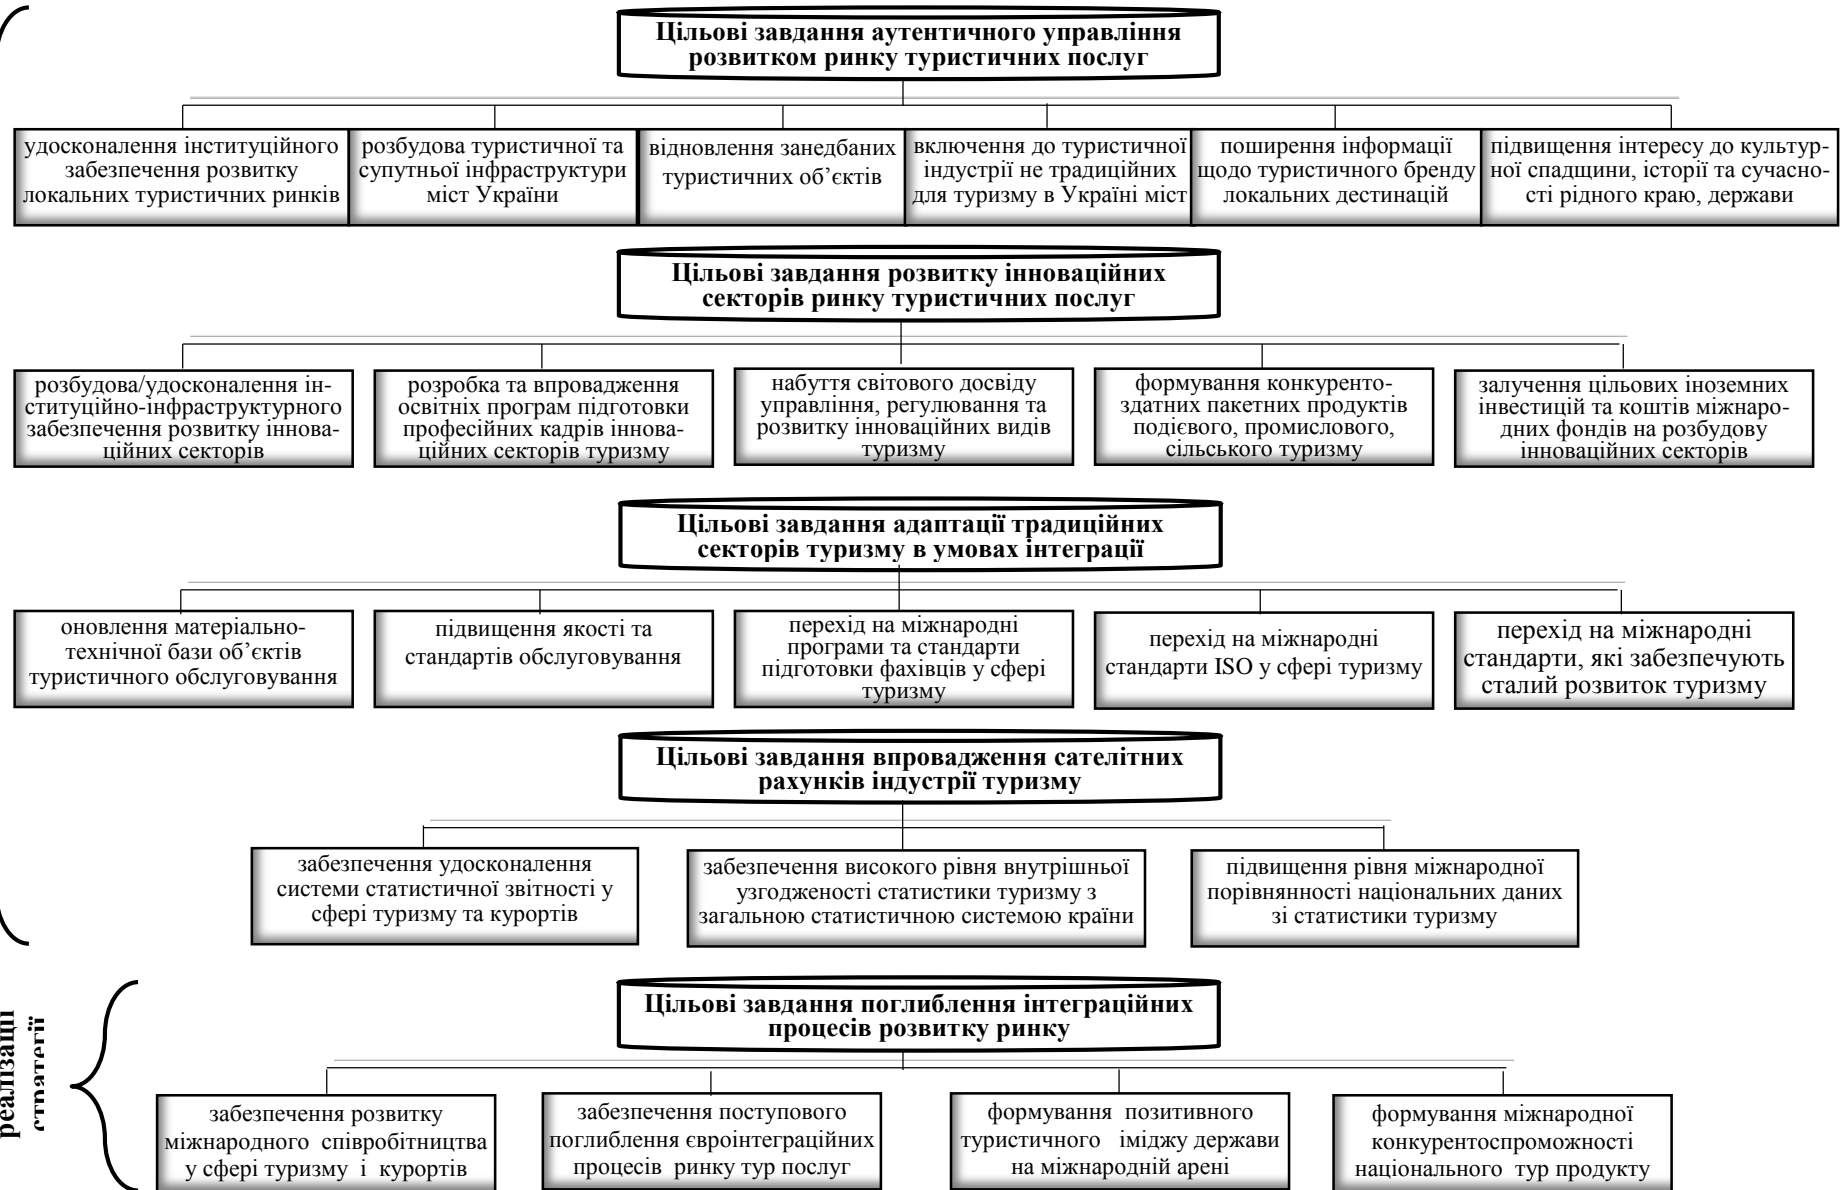 Цільові завдання аутентичного управління
розвитком ринку туристичних послуг
удосконалення інституційного
забезпечення розвитку
локальних туристичних ринків
розбудова туристичної та
супутньої інфраструктури
міст України
відновлення занедбаних
туристичних об’єктів
включення до туристичної
індустрії не традиційних
для туризму в Україні міст
поширення інформації
щодо туристичного бренду
локальних дестинацій
підвищення інтересу до культур-
ної спадщини, історії та сучасно-
сті рідного краю, держави
Цільові завдання розвитку інноваційних
секторів ринку туристичних послуг
розбудова/удосконалення ін-
ституційно-інфраструктурного
забезпечення розвитку іннова-
ційних секторів
розробка та впровадження
освітніх програм підготовки
професійних кадрів іннова-
ційних секторів туризму
набуття світового досвіду
управління, регулювання та
розвитку інноваційних видів
туризму
формування конкуренто-
здатних пакетних продуктів
подієвого, промислового,
сільського туризму
залучення цільових іноземних
інвестицій та коштів міжнаро-
дних фондів на розбудову
інноваційних секторів
Цільові завдання адаптації традиційних
секторів туризму в умовах інтеграції
оновлення матеріально-
технічної бази об’єктів
туристичного обслуговування
підвищення якості та
стандартів обслуговування
перехід на міжнародні
програми та стандарти
підготовки фахівців у сфері
туризму
перехід на міжнародні
стандарти ISO у сфері туризму
перехід на міжнародні
стандарти, які забезпечують
сталий розвиток туризму
Цільові завдання впровадження сателітних
рахунків індустрії туризму
забезпечення удосконалення
системи статистичної звітності у
сфері туризму та курортів
забезпечення високого рівня внутрішньої
узгодженості статистики туризму з
загальною статистичною системою країни
підвищення рівня міжнародної
порівнянності національних даних
зі статистики туризму
реалізації
стратегії
Цільові завдання поглиблення інтеграційних
процесів розвитку ринку
забезпечення розвитку
міжнародного співробітництва
у сфері туризму і курортів
забезпечення поступового
поглиблення євроінтеграційних
процесів ринку тур послуг
формування позитивного
туристичного іміджу держави
на міжнародній арені
формування міжнародної
конкурентоспроможності
національного тур продукту